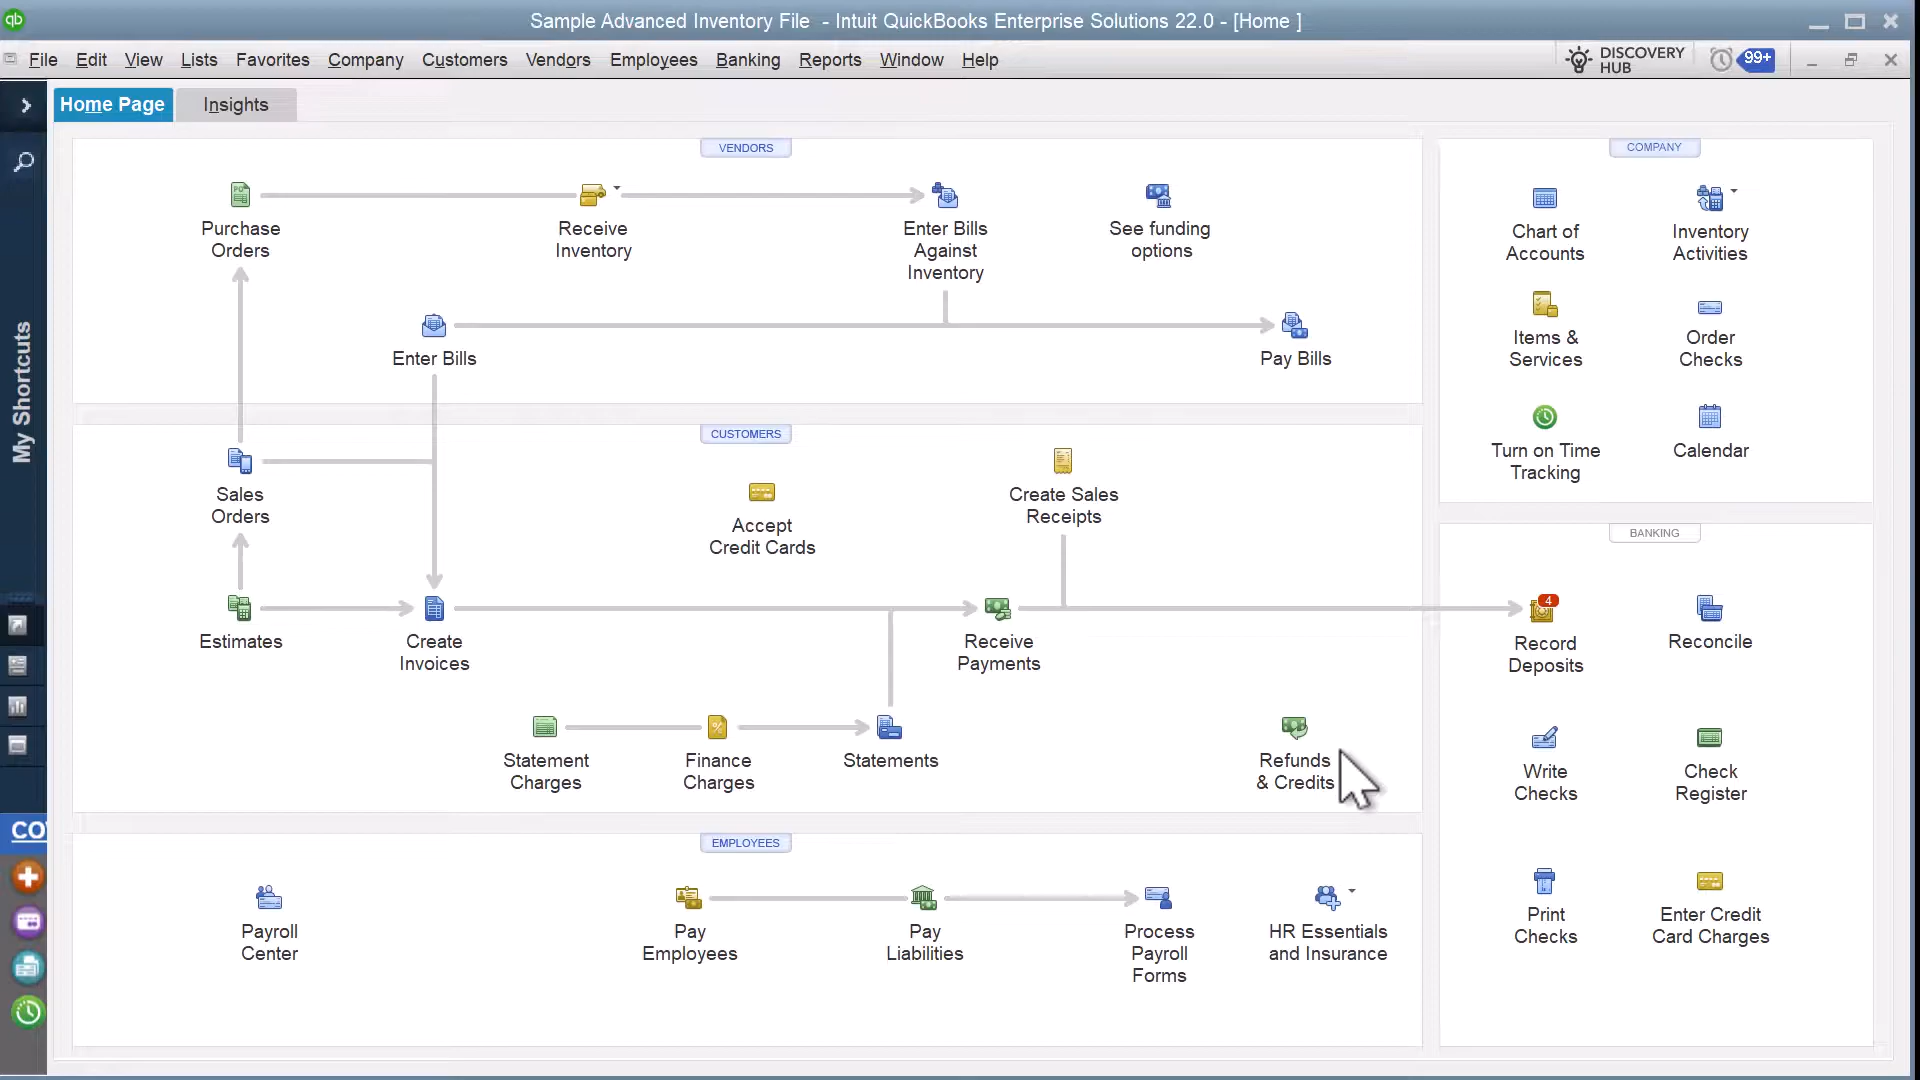 qb
Sample Advanced Inventory File - Intuit QuickBooks Enterprise Solutions 22.0 - [Home ]
File Edit View Lists Favorites Company Customers Vendors Employees Banking Reports Window Help
DISCOVERY
HUB
99+
Home Page
Insights
My Shortcuts
VENDORS
Purchase
Orders
Receive
Inventory
Enter Bills
Against
Inventory
See funding
options
Enter Bills
Pay Bills
CUSTOMERS
Sales
Orders
Accept
Credit Cards
Create Sales
Receipts
Estimates
Create
Invoices
Receive
Payments
Statement
Charges
Finance
Charges
Statements
Refunds
& Credits
EMPLOYEES
Payroll
Center
Pay
Employees
Pay
Liabilities
Process
Payroll
Forms
HR Essentials
and Insurance
COMPANY
Chart of
Accounts
Inventory
Activities
Items &
Services
Order
Checks
Turn on Time
Tracking
Calendar
BANKING
4
Record
Deposits
Reconcile
Write
Checks
Check
Register
Print
Checks
Enter Credit
Card Charges